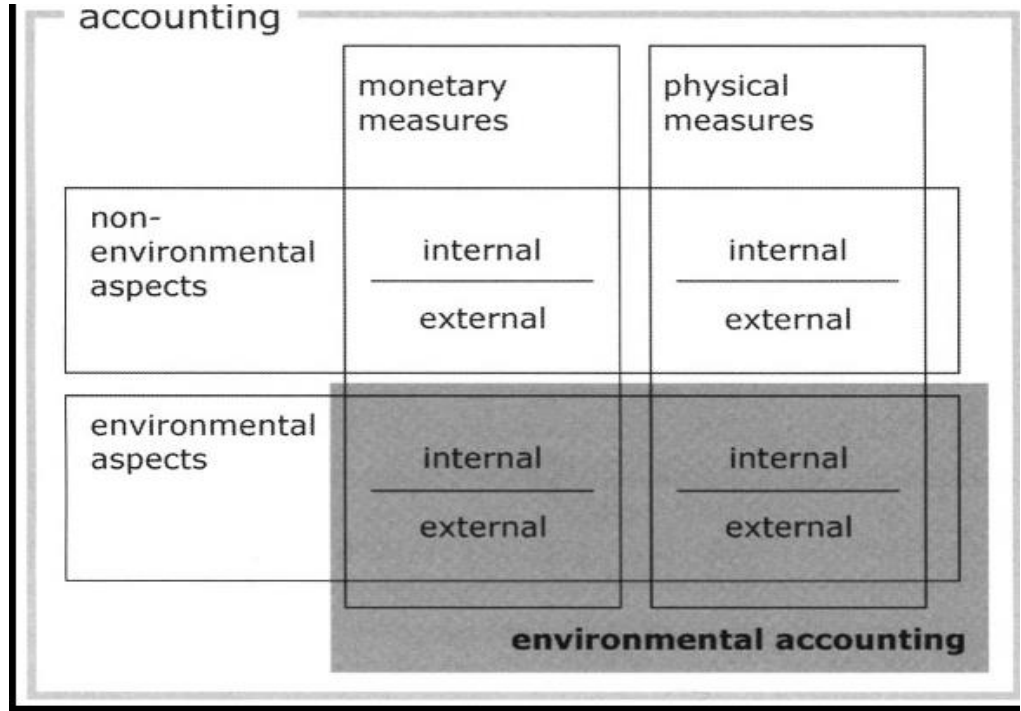 accounting
monetary
measures
physical
measures
non-
environmental
aspects
internal
external
internal
external
environmental
aspects
internal
external
internal
external
environmental accounting